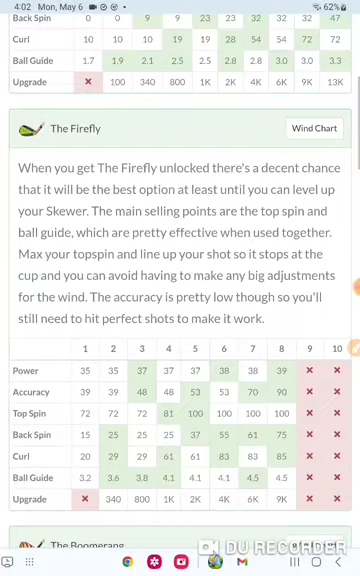 4:02 Mon, May 6 62%
Back Spin 0 0 9 9 23 23 32 32 32 47
Curl 10 10 10 19 19 28 54 54 72 72
Ball Guide 1.7 1.9 2.1 2.5 2.5 2.8 2.8 3.0 3.0 3.3
Upgrade × 100 340 800 1K 2K 4K 6K 9K 13K
The Firefly Wind Chart
When you get The Firefly unlocked there's a decent chance
that it will be the best option at least until you can level up
your Skewer. The main selling points are the top spin and
ball guide, which are pretty effective when used together.
Max your topspin and line up your shot so it stops at the
cup and you can avoid having to make any big adjustments
for the wind. The accuracy is pretty low though so you'll
still need to hit perfect shots to make it work.
1 2 3 4 5 6 7 8 9 10
Power 35 35 37 37 37 38 38 39 × ×
Accuracy 39 39 48 48 53 53 70 90 × ×
Top Spin 72 72 72 81 100 100 100 100 × ×
Back Spin 15 25 25 25 37 55 61 75 × ×
Curl 20 29 29 61 61 83 83 85 × ×
Ball Guide 3.2 3.6 3.8 4.1 4.1 4.1 4.5 4.5 × ×
Upgrade × 340 800 1K 2K 4K 6K 9K × ×
The Boomerang
DU RECORDER